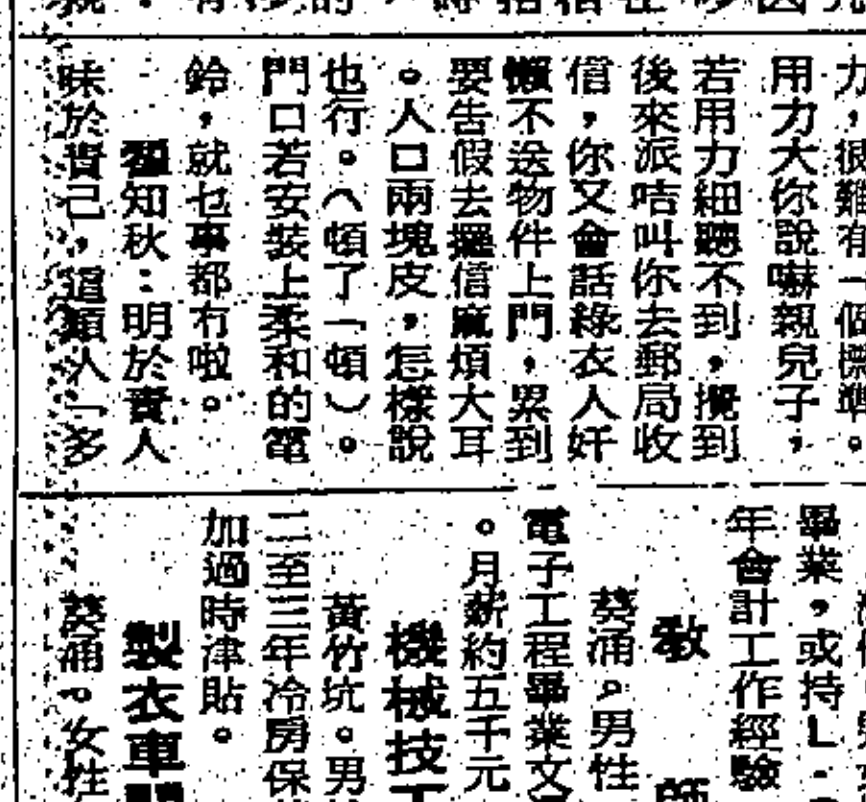 力，很難有一個標準。
用力大你說嚇親兒子，
若用力細聽不到，攪到
後來派咭叫你去郵局收
信，你又會話綠衣人奸
懶不送物件上門，累到
要告假去攞信麻煩大耳
。人口兩塊皮，怎樣說
也行。（頓了一頓）。
門口若安裝上柔和的電
鈴，就乜事都冇啦。
知秋：明於責人
昧於責己，這類人「多
畢業，或持L.
年會計工作經驗
教師
葵涌。男性
電子工程畢業文
。月薪約五千元
機械技工
黃竹坑。男
二至三年冷房保
加過時津貼。
製衣車
葵涌。女性